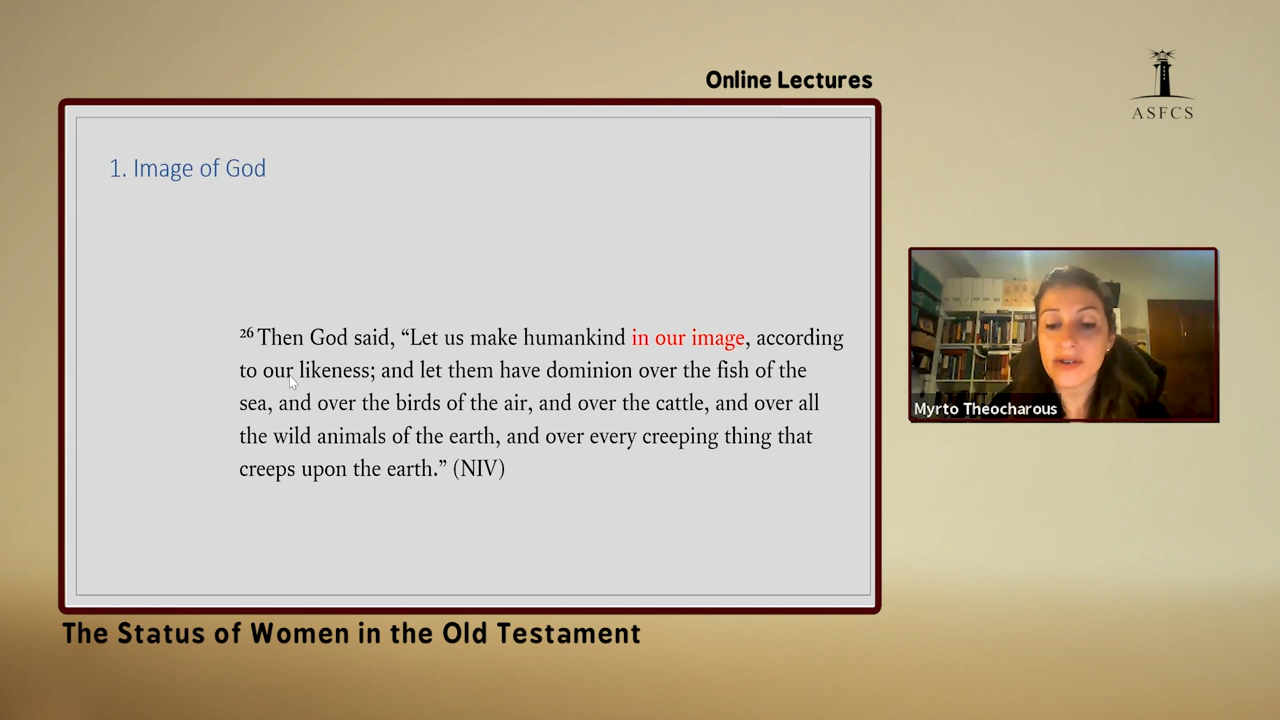 Online Lectures
ASFCS
1. Image of God
26 Then God said, “Let us make humankind in our image, according
to our likeness; and let them have dominion over the fish of the
sea, and over the birds of the air, and over the cattle, and over all
the wild animals of the earth, and over every creeping thing that
creeps upon the earth.” (NIV)
Myrto Theocharous
The Status of Women in the Old Testament